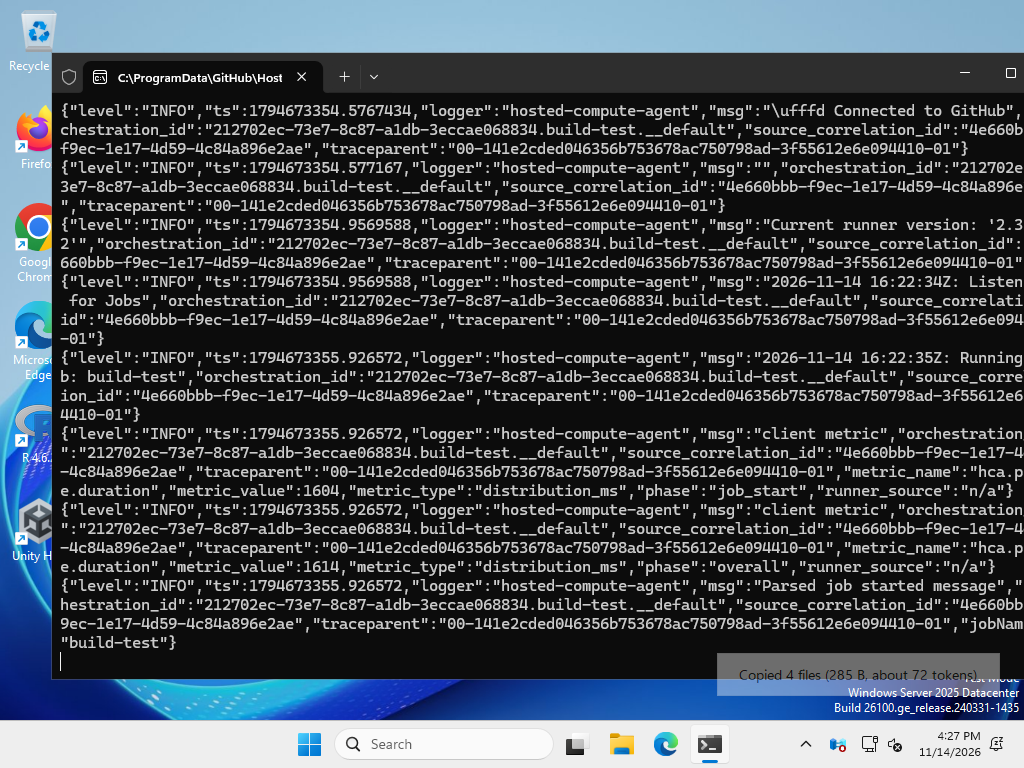 Recycle
Firefo
Google
Chrom
Micros
Edge
R 4.6.
Unity H
C:\ProgramData\GitHub\Host
{"level":"INFO","ts":1794673354.5767434,"logger":"hosted-compute-agent","msg":"\ufffd Connected to GitHub",
chestration_id":"212702ec-73e7-8c87-a1db-3eccae068834.build-test.__default","source_correlation_id":"4e660b
f9ec-1e17-4d59-4c84a896e2ae","traceparent":"00-141e2cded046356b753678ac750798ad-3f55612e6e094410-01"}
{"level":"INFO","ts":1794673354.577167,"logger":"hosted-compute-agent","msg":"","orchestration_id":"212702e
3e7-8c87-a1db-3eccae068834.build-test.__default","source_correlation_id":"4e660bbb-f9ec-1e17-4d59-4c84a896e
","traceparent":"00-141e2cded046356b753678ac750798ad-3f55612e6e094410-01"}
{"level":"INFO","ts":1794673354.9569588,"logger":"hosted-compute-agent","msg":"Current runner version: '2.3
2'","orchestration_id":"212702ec-73e7-8c87-a1db-3eccae068834.build-test.__default","source_correlation_id":
660bbb-f9ec-1e17-4d59-4c84a896e2ae","traceparent":"00-141e2cded046356b753678ac750798ad-3f55612e6e094410-01"
{"level":"INFO","ts":1794673354.9569588,"logger":"hosted-compute-agent","msg":"2026-11-14 16:22:34Z: Listen
for Jobs","orchestration_id":"212702ec-73e7-8c87-a1db-3eccae068834.build-test.__default","source_correlati
id":"4e660bbb-f9ec-1e17-4d59-4c84a896e2ae","traceparent":"00-141e2cded046356b753678ac750798ad-3f55612e6e094
-01"}
{"level":"INFO","ts":1794673355.926572,"logger":"hosted-compute-agent","msg":"2026-11-14 16:22:35Z: Running
b: build-test","orchestration_id":"212702ec-73e7-8c87-a1db-3eccae068834.build-test.__default","source_corre
ion_id":"4e660bbb-f9ec-1e17-4d59-4c84a896e2ae","traceparent":"00-141e2cded046356b753678ac750798ad-3f55612e6
4410-01"}
{"level":"INFO","ts":1794673355.926572,"logger":"hosted-compute-agent","msg":"client metric","orchestration
":"212702ec-73e7-8c87-a1db-3eccae068834.build-test.__default","source_correlation_id":"4e660bbb-f9ec-1e17-4
-4c84a896e2ae","traceparent":"00-141e2cded046356b753678ac750798ad-3f55612e6e094410-01","metric_name":"hca.p
e.duration","metric_value":1604,"metric_type":"distribution_ms","phase":"job_start","runner_source":"n/a"}
{"level":"INFO","ts":1794673355.926572,"logger":"hosted-compute-agent","msg":"client metric","orchestration
":"212702ec-73e7-8c87-a1db-3eccae068834.build-test.__default","source_correlation_id":"4e660bbb-f9ec-1e17-4
-4c84a896e2ae","traceparent":"00-141e2cded046356b753678ac750798ad-3f55612e6e094410-01","metric_name":"hca.p
e.duration","metric_value":1614,"metric_type":"distribution_ms","phase":"overall","runner_source":"n/a"}
{"level":"INFO","ts":1794673355.926572,"logger":"hosted-compute-agent","msg":"Parsed job started message","
hestration_id":"212702ec-73e7-8c87-a1db-3eccae068834.build-test.__default","source_correlation_id":"4e660bb
9ec-1e17-4d59-4c84a896e2ae","traceparent":"00-141e2cded046356b753678ac750798ad-3f55612e6e094410-01","jobNam
"build-test"}
Copied 4 files (285 B, about 72 tokens)
Test Mode
Windows Server 2025 Datacenter
Build 26100.ge_release.240331-1435
Search
4:27 PM
11/14/2026